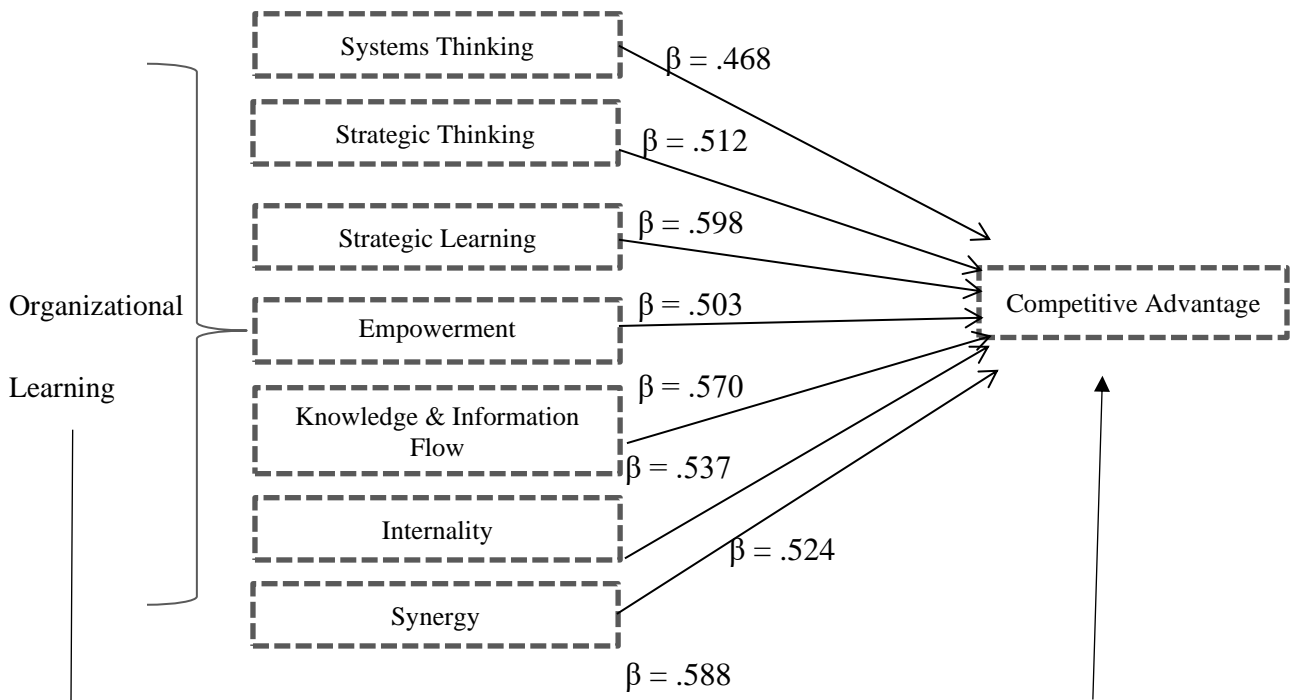 Systems Thinking
β = .468
Strategic Thinking
β = .512
Strategic Learning
β = .598
Organizational
Learning
Empowerment
β = .503
Competitive Advantage
β = .570
Knowledge & Information
Flow
β = .537
Internality
β = .524
Synergy
β = .588